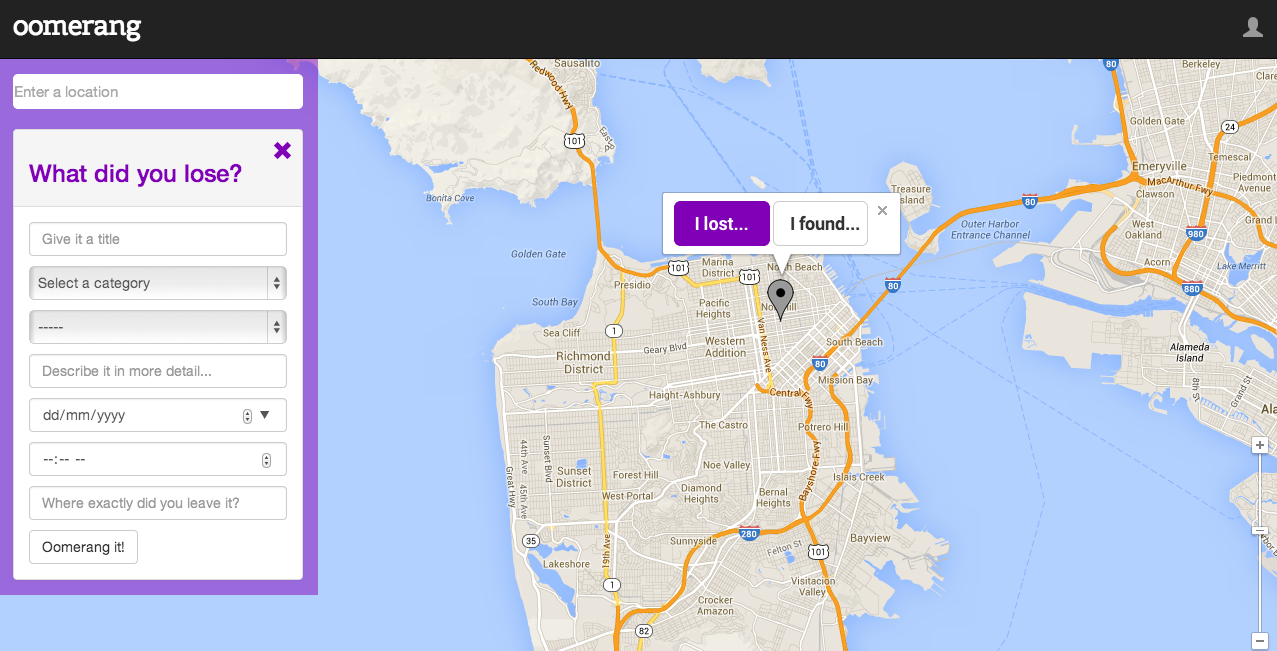 oomerang
Enter a location
What did you lose?
Give it a title
Select a category
-----
Describe it in more detail...
dd/mm/yyyy
--:-- --
Where exactly did you leave it?
Oomerang it!
I lost...
I found...
Sausalito
Redwood Hwy
101
East
Bonita Cove
Golden Gate
South Bay
Treasure
Island
80
Berkeley
Golden Gate
24
Temescal
Emeryville
MacArthur Fwy
Piedmont
Avenue
Clawson
80
Outer Harbor
Entrance Channel
West
Oakland
980
Grand L
Acorn
Lake Merritt
880
Alameda
Island
8th St
Grand St
Presidio
101
Marina
District
101
North Beach
Nob Hill
80
Pacific
Heights
1
Sea Cliff
Richmond
District
Geary Blvd
Western
Addition
Van Ness Ave
South Beach
80
Mission Bay
Central Fwy
Haight-Ashbury
The Castro
Potrero Hill
Bayshore Fwy
Great Hwy
44th Ave
45th Ave
Sunset Blvd
Sunset
District
Forest Hill
Noe Valley
West Portal
Diamond
Heights
Bernal
Heights
Islais Creek
19th Ave
35
Sunnyside
280
Felton St
101
Bayview
Lakeshore
1
Visitacion
Valley
Crocker
Amazon
82